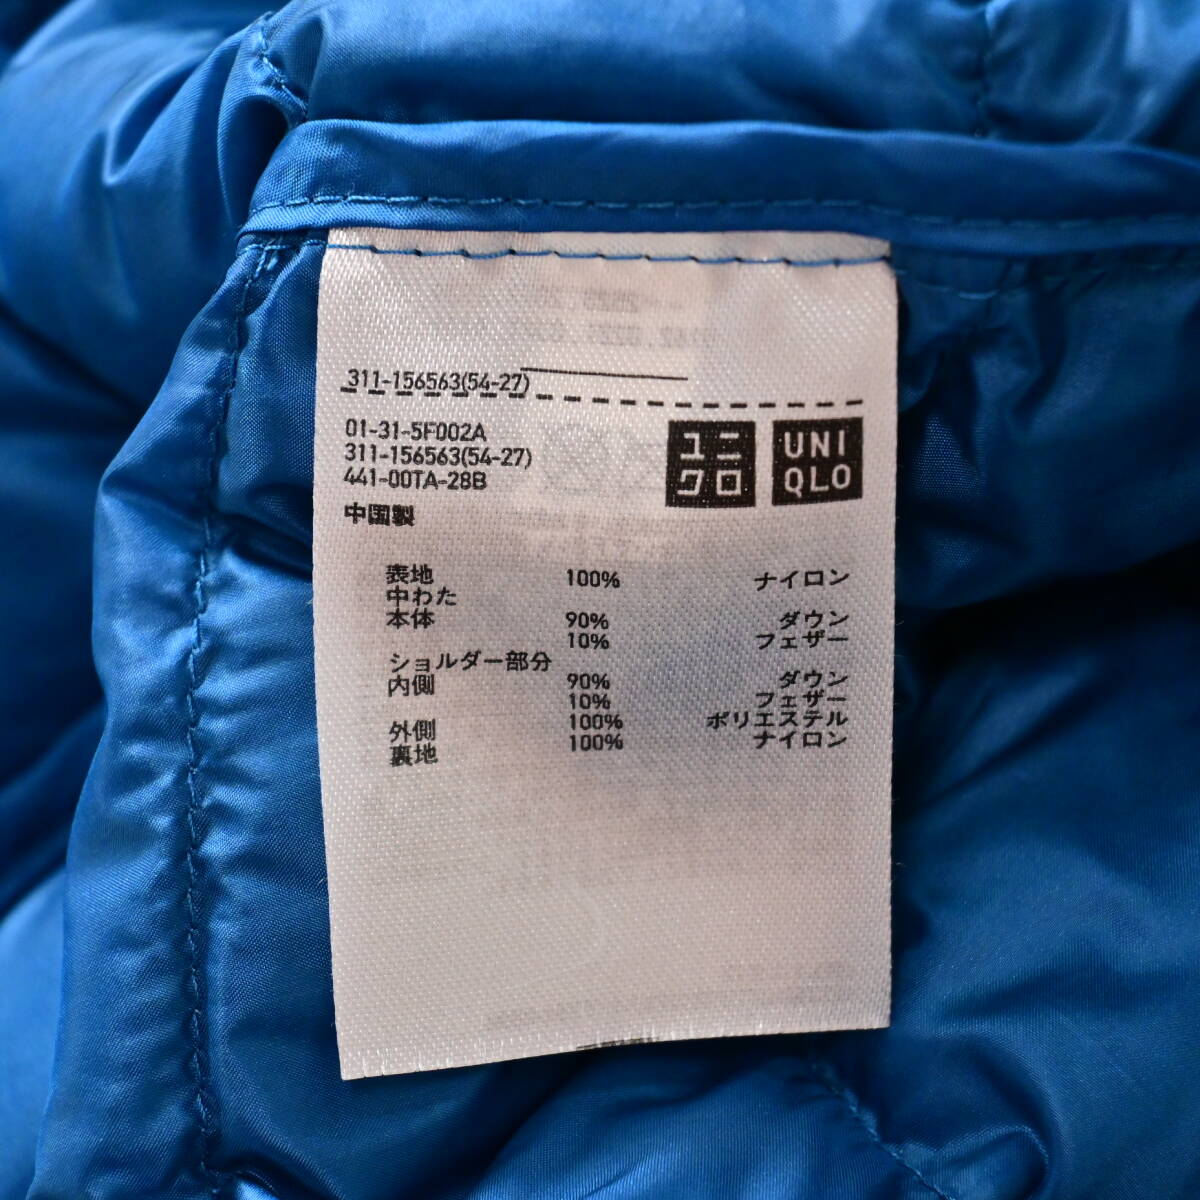 311-156563(54-27)
01-31-5F002A
311-156563(54-27)
441-00TA-28B
ユニ
クロ
UNI
QLO
中国製
表地 100% ナイロン
中わた
本体 90% ダウン
10% フェザー
ショルダー部分
内側 90% ダウン
10% フェザー
外側 100% ポリエステル
裏地 100% ナイロン